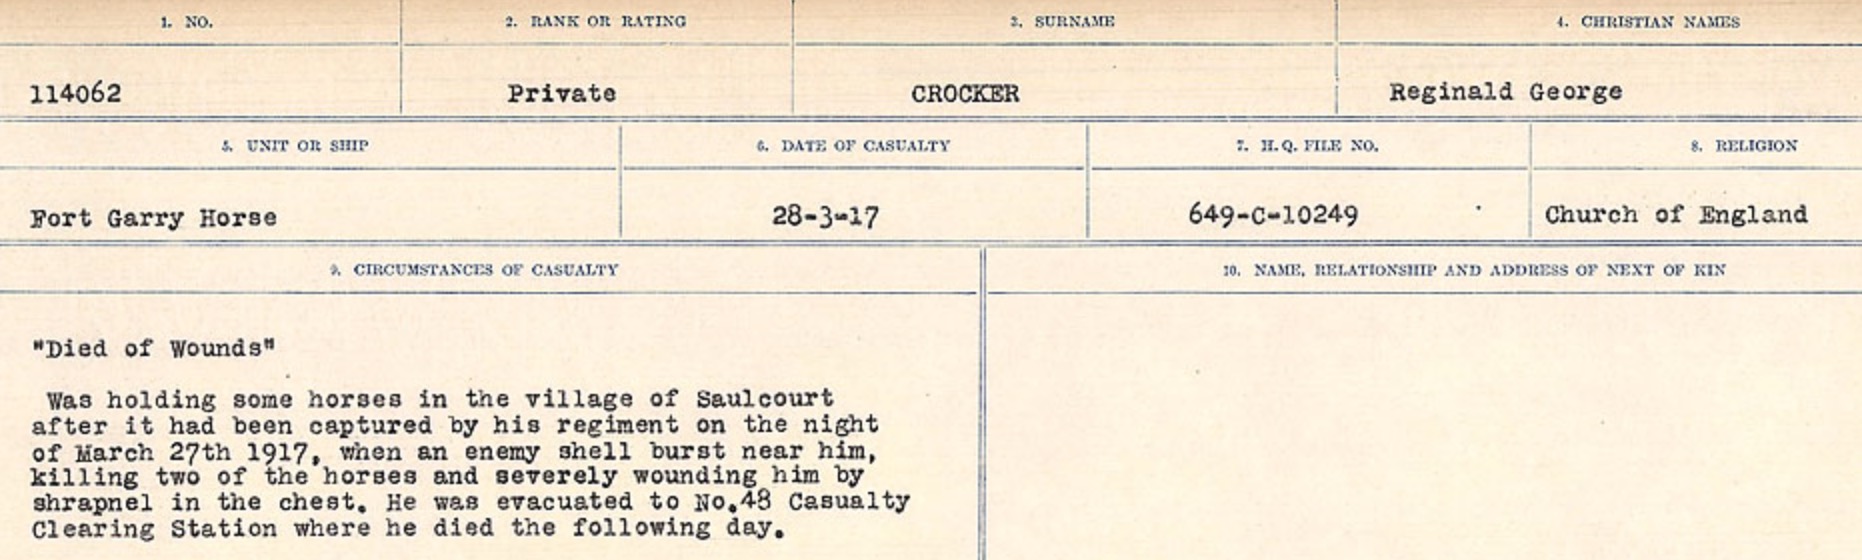 1. NO. 2. RANK OR RATING 3. SURNAME 4. CHRISTIAN NAMES
114062 Private CROCKER Reginald George
5. UNIT OR SHIP 6. DATE OF CASUALTY 7. H.Q. FILE NO. 8. RELIGION
Fort Garry Horse 28-3-17 649-C-10249 Church of England
9. CIRCUMSTANCES OF CASUALTY 10. NAME, RELATIONSHIP AND ADDRESS OF NEXT OF KIN
"Died of Wounds"
Was holding some horses in the village of Saulcourt
after it had been captured by his regiment on the night
of March 27th 1917, when an enemy shell burst near him,
killing two of the horses and severely wounding him by
shrapnel in the chest. He was evacuated to No.48 Casualty
Clearing Station where he died the following day.